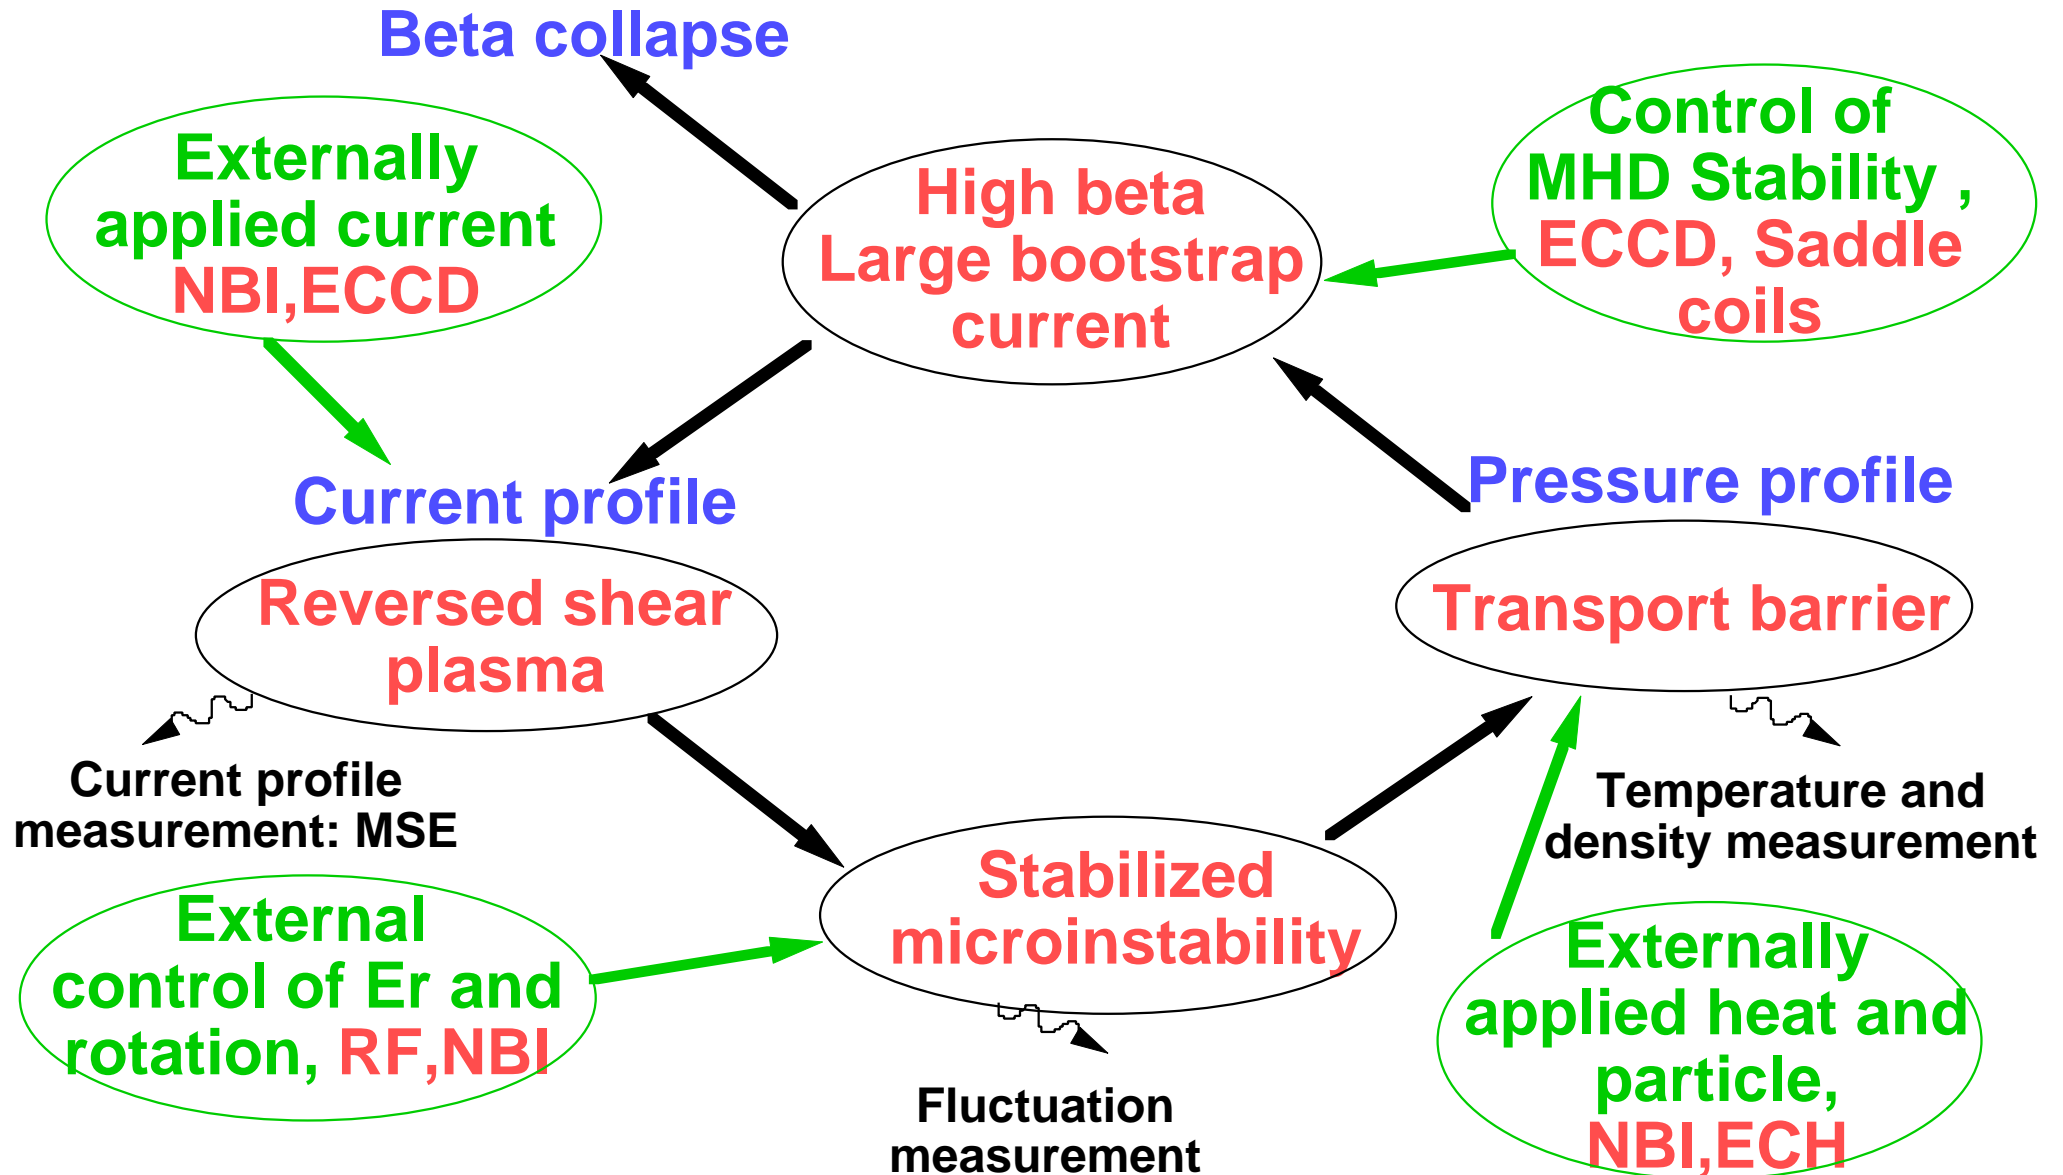 Beta collapse
Externally
applied current
NBI,ECCD
High beta
Large bootstrap
current
Control of
MHD Stability ,
ECCD, Saddle
coils
Current profile
Reversed shear
plasma
Pressure profile
Transport barrier
Current profile
measurement: MSE
Temperature and
density measurement
External
control of Er and
rotation, RF,NBI
Stabilized
microinstability
Fluctuation
measurement
Externally
applied heat and
particle,
NBI,ECH